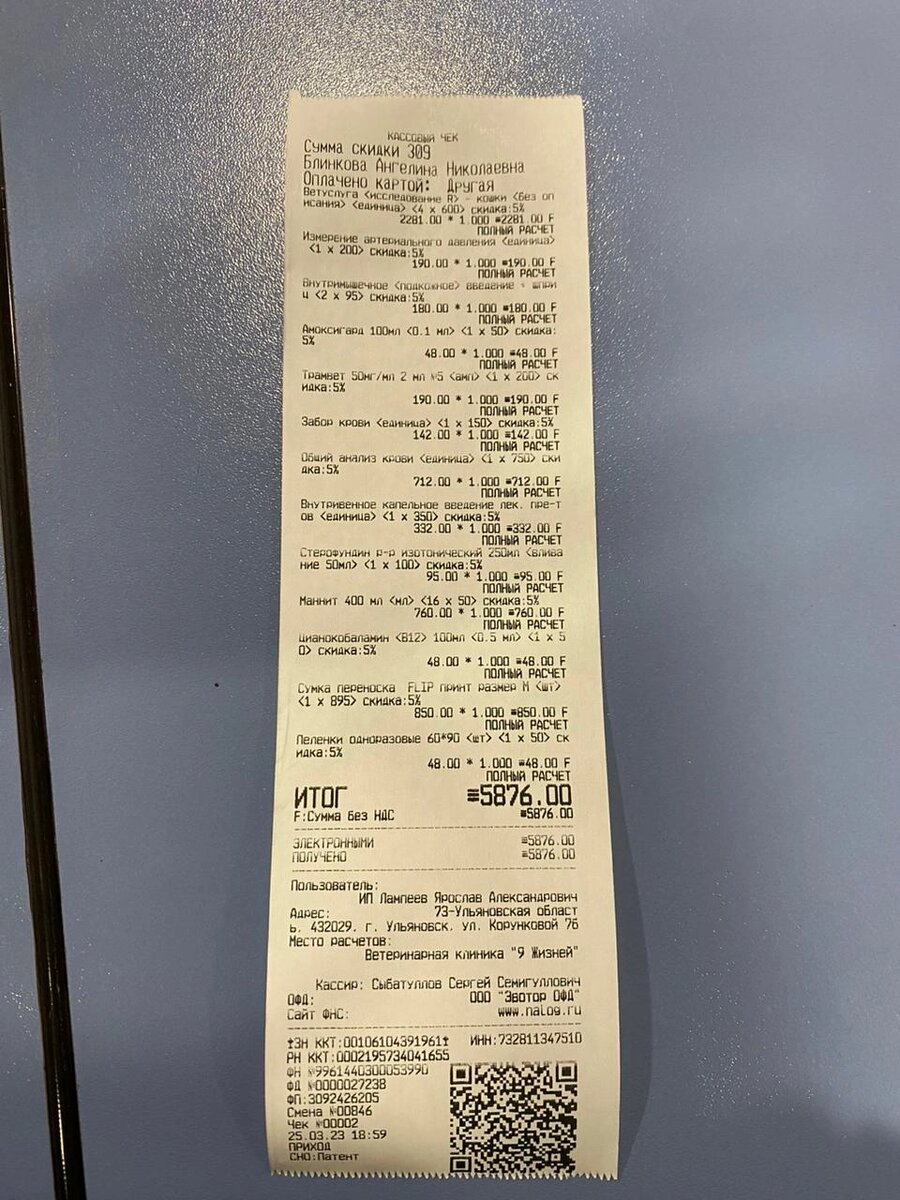 КАССОВЫЙ ЧЕК
Сумма скидки 309
Блинкова Ангелина Николаевна
Оплачено картой: Другая
Ветуслуга <исследование R> - кошки <без оп
исания> <единица> <4 x 600> скидка:5%
2281.00 * 1.000 ≡2281.00 F
ПОЛНЫЙ РАСЧЕТ
Измерение артериального давления <единица>
<1 x 200> скидка:5%
190.00 * 1.000 ≡190.00 F
ПОЛНЫЙ РАСЧЕТ
Внутримышечное <подкожное> введение + шпри
ц <2 x 95> скидка:5%
180.00 * 1.000 ≡180.00 F
ПОЛНЫЙ РАСЧЕТ
Амоксигард 100мл <0.1 мл> <1 x 50> скидка:
5%
48.00 * 1.000 ≡48.00 F
ПОЛНЫЙ РАСЧЕТ
Трамвет 50мг/мл 2 мл №5 <амп> <1 x 200> ск
идка:5%
190.00 * 1.000 ≡190.00 F
ПОЛНЫЙ РАСЧЕТ
Забор крови <единица> <1 x 150> скидка:5%
142.00 * 1.000 ≡142.00 F
ПОЛНЫЙ РАСЧЕТ
Общий анализ крови <единица> <1 x 750> ски
дка:5%
712.00 * 1.000 ≡712.00 F
ПОЛНЫЙ РАСЧЕТ
Внутривенное капельное введение лек. пре-т
ов <единица> <1 x 350> скидка:5%
332.00 * 1.000 ≡332.00 F
ПОЛНЫЙ РАСЧЕТ
Стерофундин р-р изотонический 250мл <влива
ние 50мл> <1 x 100> скидка:5%
95.00 * 1.000 ≡95.00 F
ПОЛНЫЙ РАСЧЕТ
Маннит 400 мл <мл> <16 x 50> скидка:5%
760.00 * 1.000 ≡760.00 F
ПОЛНЫЙ РАСЧЕТ
Цианокобаламин <B12> 100мл <0.5 мл> <1 x 5
0> скидка:5%
48.00 * 1.000 ≡48.00 F
ПОЛНЫЙ РАСЧЕТ
Сумка переноска FLIP принт размер M <шт>
<1 x 895> скидка:5%
850.00 * 1.000 ≡850.00 F
ПОЛНЫЙ РАСЧЕТ
Пеленки одноразовые 60*90 <шт> <1 x 50> ск
идка:5%
48.00 * 1.000 ≡48.00 F
ПОЛНЫЙ РАСЧЕТ
ИТОГ ≡5876.00
F:Сумма без НДС ≡5876.00
ЭЛЕКТРОННЫМИ ≡5876.00
ПОЛУЧЕНО ≡5876.00
Пользователь:
ИП Лампеев Ярослав Александрович
Адрес: 73-Ульяновская област
ь. 432029. г. Ульяновск. ул. Корунковой 7б
Место расчетов:
Ветеринарная клиника "9 Жизней"
Кассир: Сыбатуллов Сергей Семигуллович
ОФД: ООО "Эвотор ОФД"
Сайт ФНС: www.nalog.ru
ЗН ККТ:00106104391961 ИНН:732811347510
РН ККТ:0002195734041655
ФН №9961440300053990
ФД №0000027238
ФП:3092426205
Смена №00846
Чек №00002
25.03.23 18:59
ПРИХОД
СНО:Патент